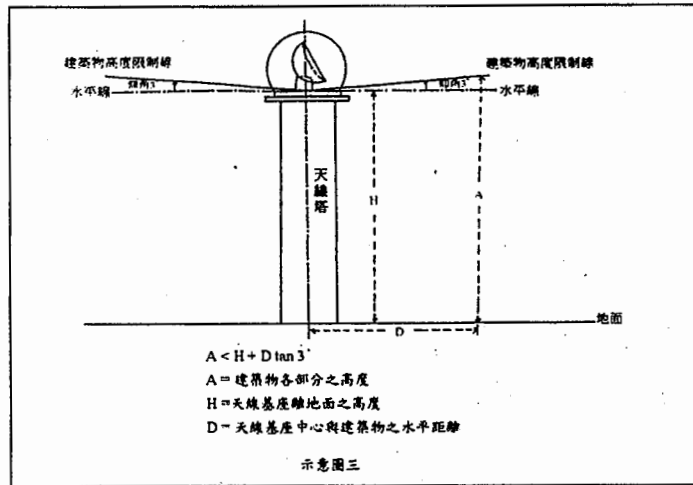 建築物高度限制線
建築物高度限制線
仰角3°
仰角3°
水平線
水平線
天線塔
H
A
D
地面
A < H + D tan 3°
A = 建築物各部分之高度
H = 天線基座離地面之高度
D = 天線基座中心與建築物之水平距離
示意圖三